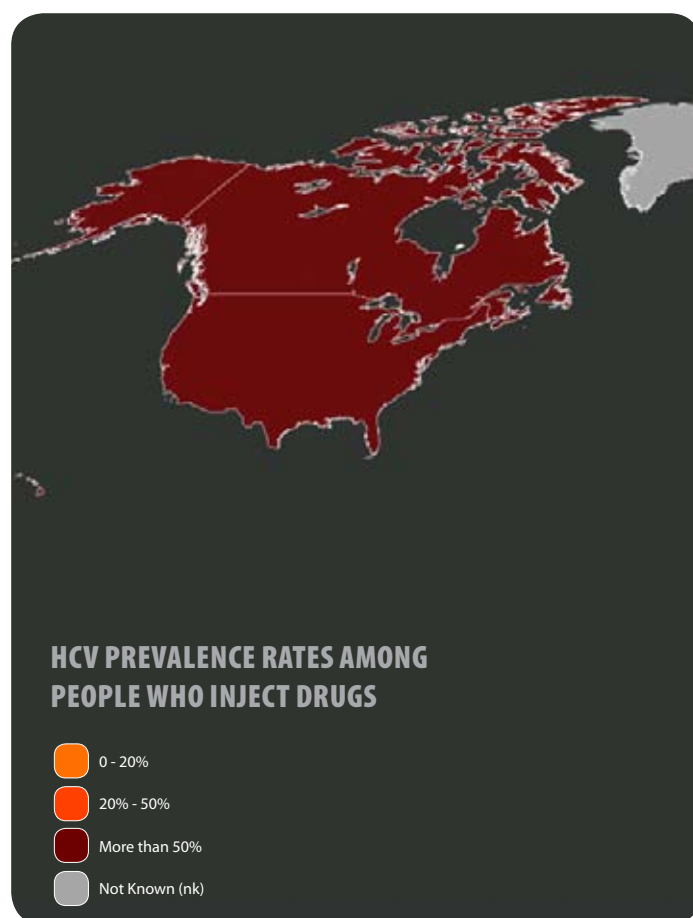 HCV PREVALENCE RATES AMONG
PEOPLE WHO INJECT DRUGS
0 - 20%
20% - 50%
More than 50%
Not Known (nk)